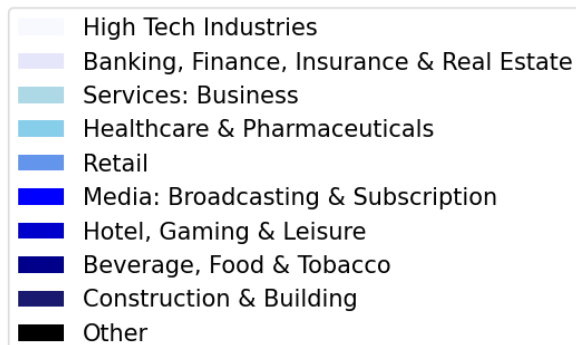 High Tech Industries
Banking, Finance, Insurance & Real Estate
Services: Business
Healthcare & Pharmaceuticals
Retail
Media: Broadcasting & Subscription
Hotel, Gaming & Leisure
Beverage, Food & Tobacco
Construction & Building
Other